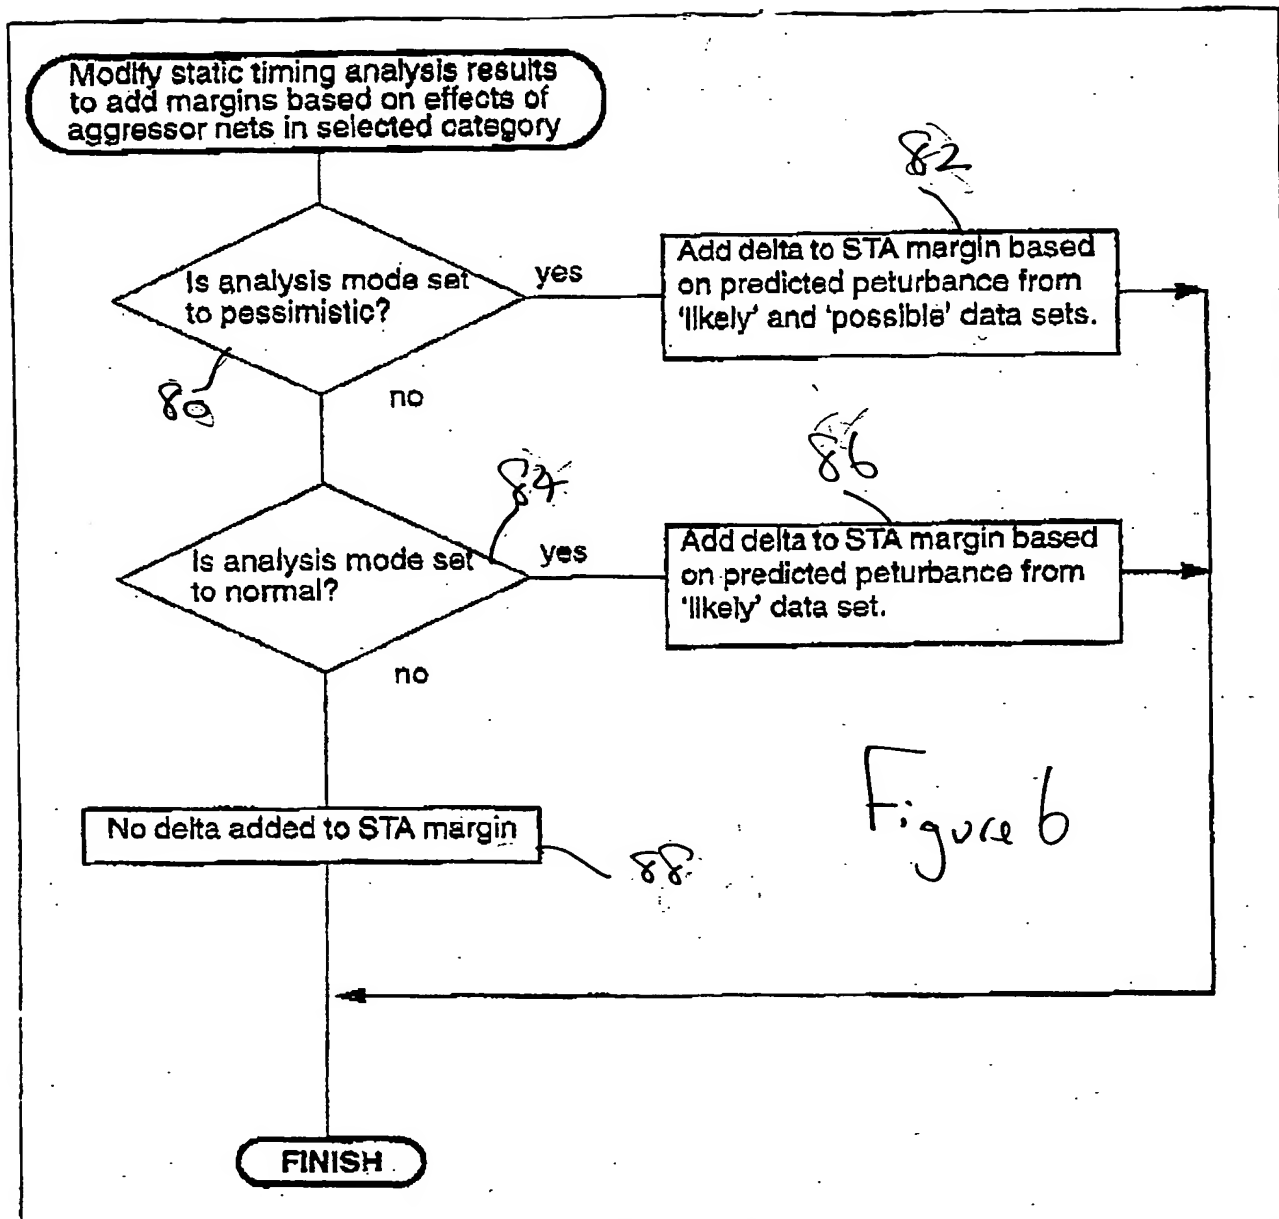 Modify static timing analysis results
to add margins based on effects of
aggressor nets in selected category
82
Is analysis mode set
to pessimistic?
yes
Add delta to STA margin based
on predicted peturbance from
'likely' and 'possible' data sets.
80
no
86
84
Is analysis mode set
to normal?
yes
Add delta to STA margin based
on predicted peturbance from
'likely' data set.
no
No delta added to STA margin
88
Figure 6
FINISH